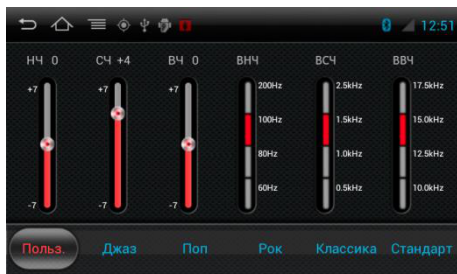 12:51
НЧ 0 СЧ +4 ВЧ 0 ВНЧ ВСЧ ВВЧ
+7 +7 +7 200Hz 2.5kHz 17.5kHz
100Hz 1.5kHz 15.0kHz
80Hz 1.0kHz 12.5kHz
-7 -7 -7 60Hz 0.5kHz 10.0kHz
Польз. Джаз Поп Рок Классика Стандарт